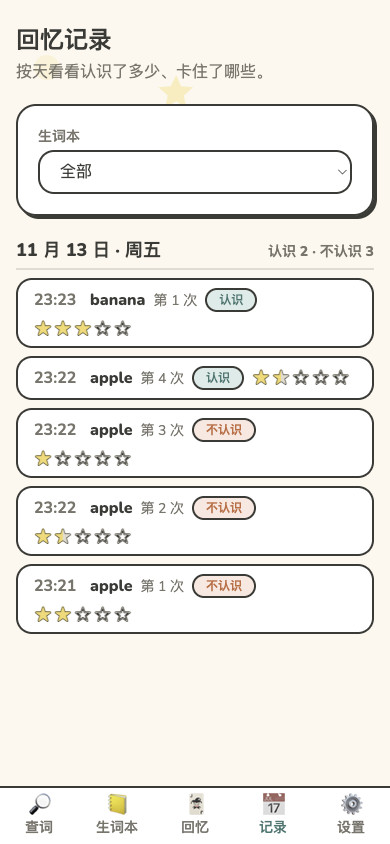 回忆记录
按天看看认识了多少、卡住了哪些。
生词本
全部
11 月 13 日 · 周五 认识 2 · 不认识 3
23:23 banana 第 1 次 认识
23:22 apple 第 4 次 认识
23:22 apple 第 3 次 不认识
23:22 apple 第 2 次 不认识
23:21 apple 第 1 次 不认识
17
查词 生词本 回忆 记录 设置